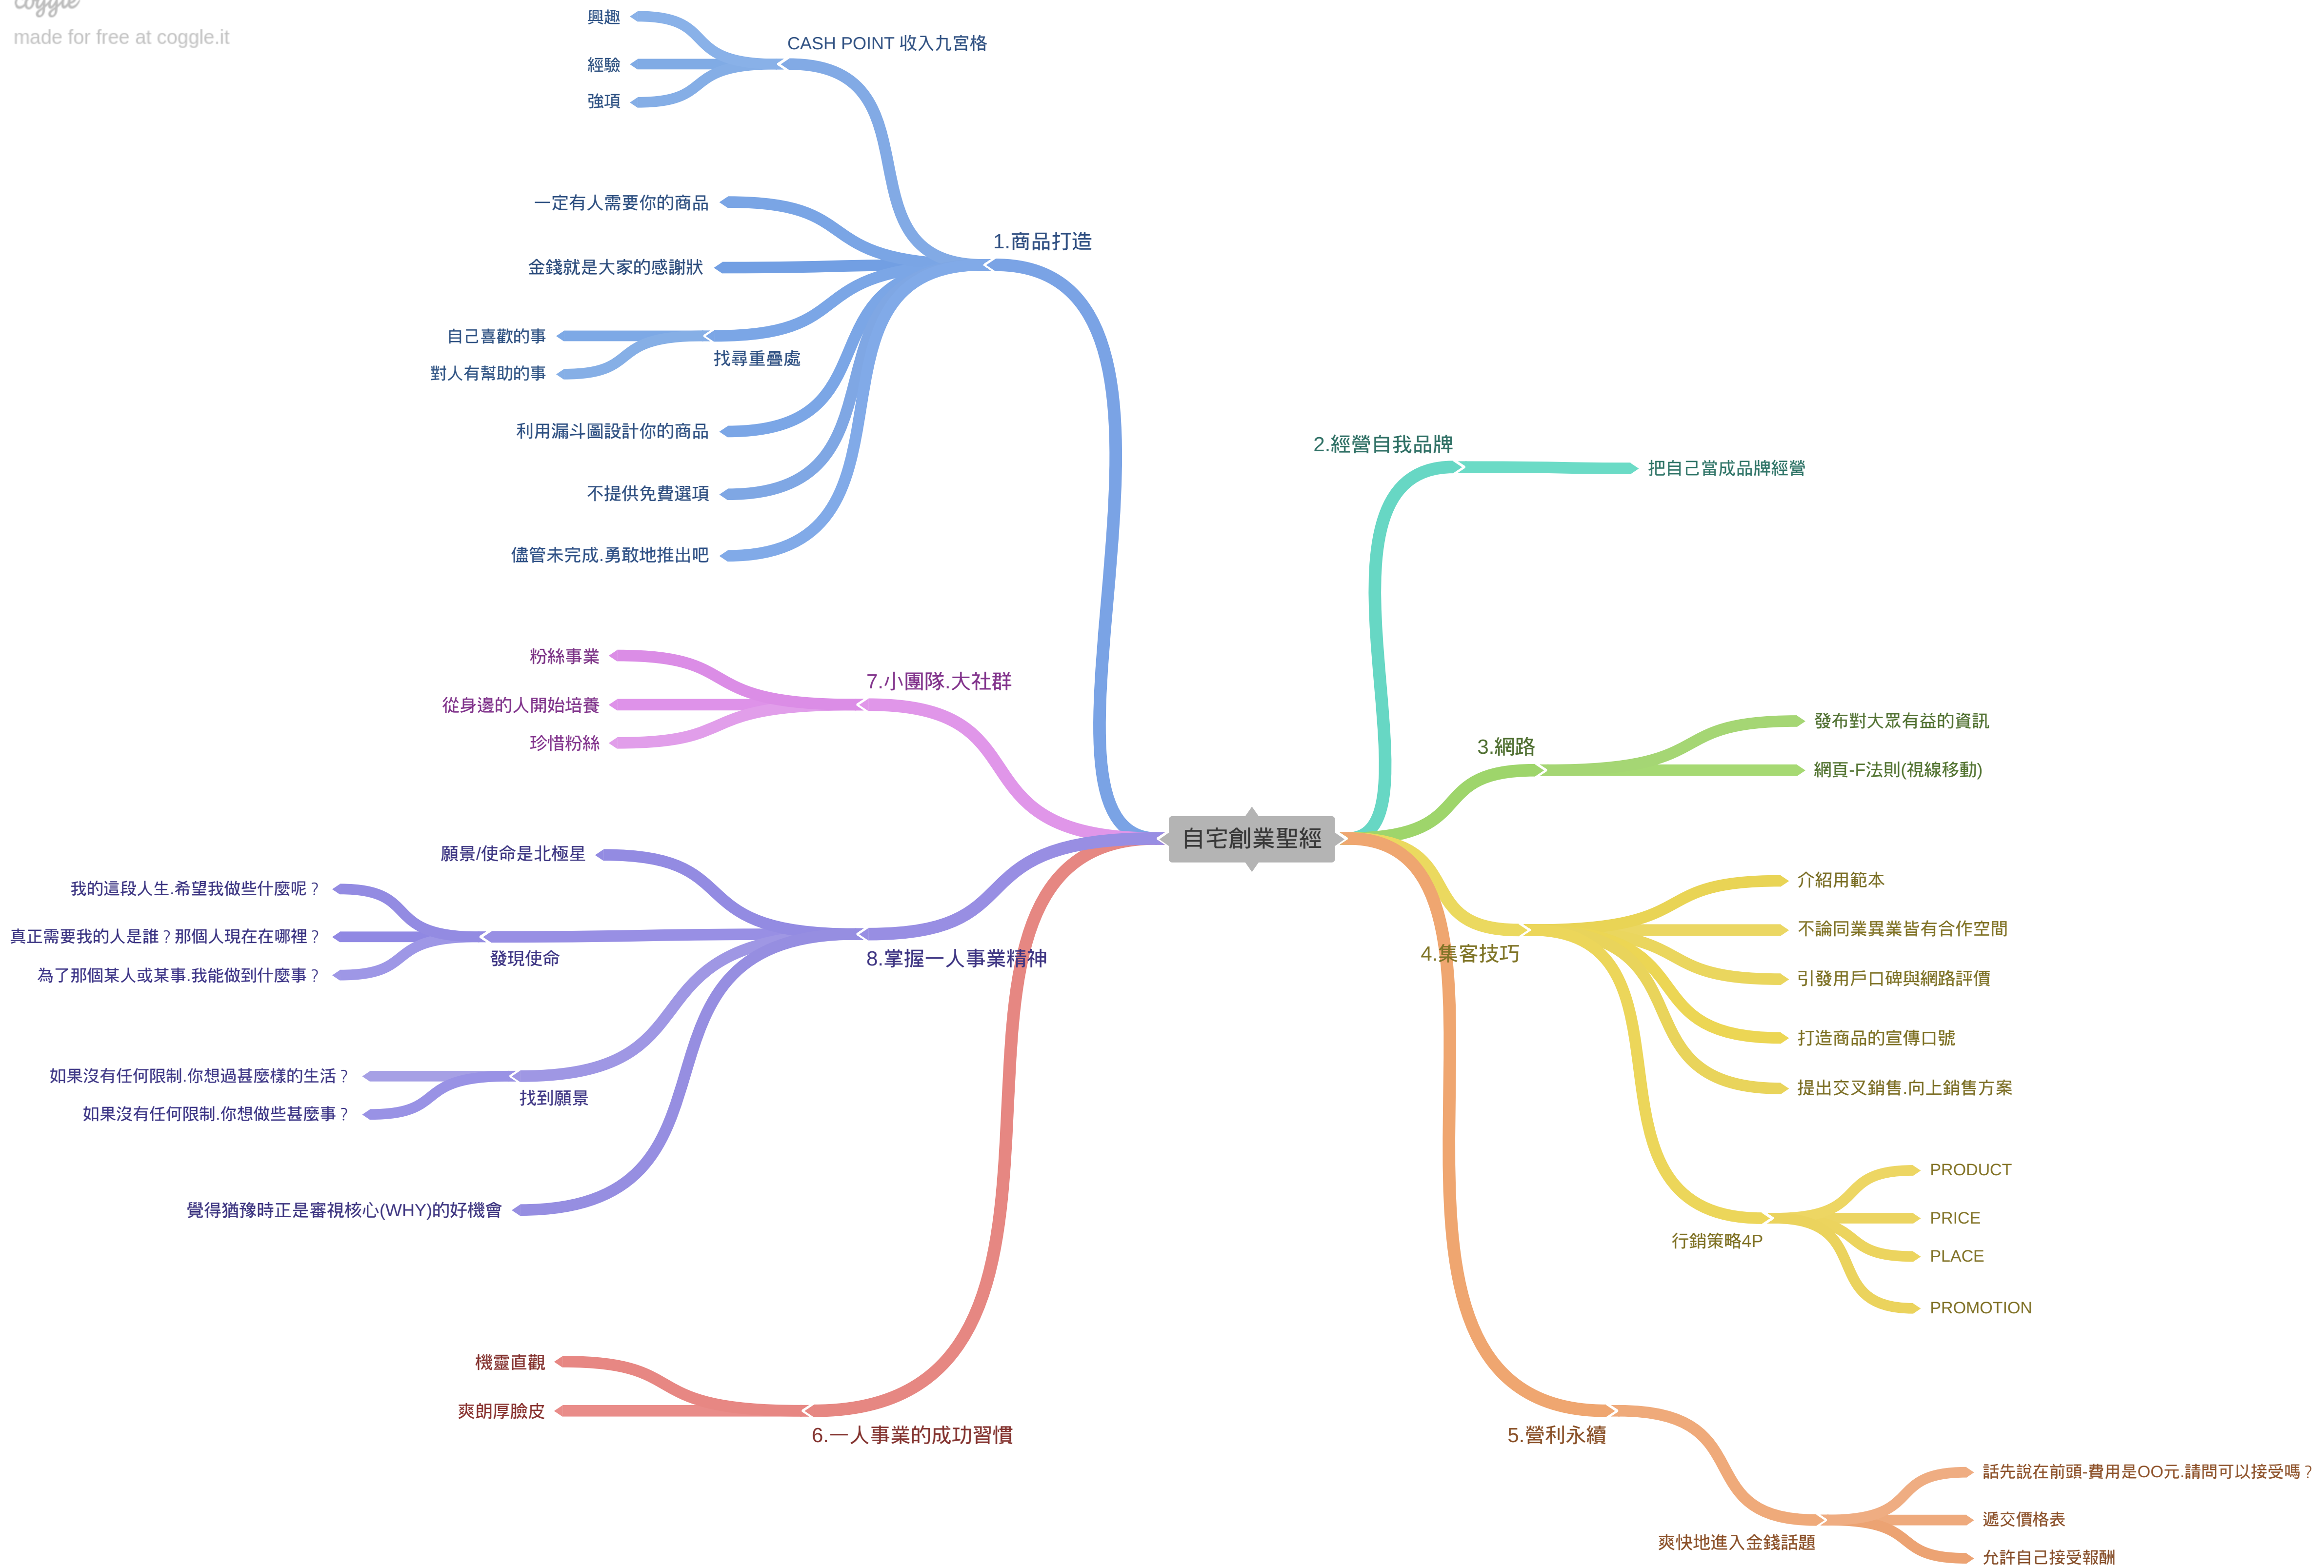 coggle
made for free at coggle.it
自宅創業聖經
1.商品打造
CASH POINT 收入九宮格
興趣
經驗
強項
一定有人需要你的商品
金錢就是大家的感謝狀
找尋重疊處
自己喜歡的事
對人有幫助的事
利用漏斗圖設計你的商品
不提供免費選項
儘管未完成.勇敢地推出吧
2.經營自我品牌
把自己當成品牌經營
3.網路
發布對大眾有益的資訊
網頁-F法則(視線移動)
4.集客技巧
介紹用範本
不論同業異業皆有合作空間
引發用戶口碑與網路評價
打造商品的宣傳口號
提出交叉銷售.向上銷售方案
行銷策略4P
PRODUCT
PRICE
PLACE
PROMOTION
5.營利永續
爽快地進入金錢話題
話先說在前頭-費用是OO元.請問可以接受嗎？
遞交價格表
允許自己接受報酬
6.一人事業的成功習慣
機靈直觀
爽朗厚臉皮
7.小團隊.大社群
粉絲事業
從身邊的人開始培養
珍惜粉絲
8.掌握一人事業精神
願景/使命是北極星
發現使命
我的這段人生.希望我做些什麼呢？
真正需要我的人是誰？那個人現在在哪裡？
為了那個某人或某事.我能做到什麼事？
找到願景
如果沒有任何限制.你想過甚麼樣的生活？
如果沒有任何限制.你想做些甚麼事？
覺得猶豫時正是審視核心(WHY)的好機會